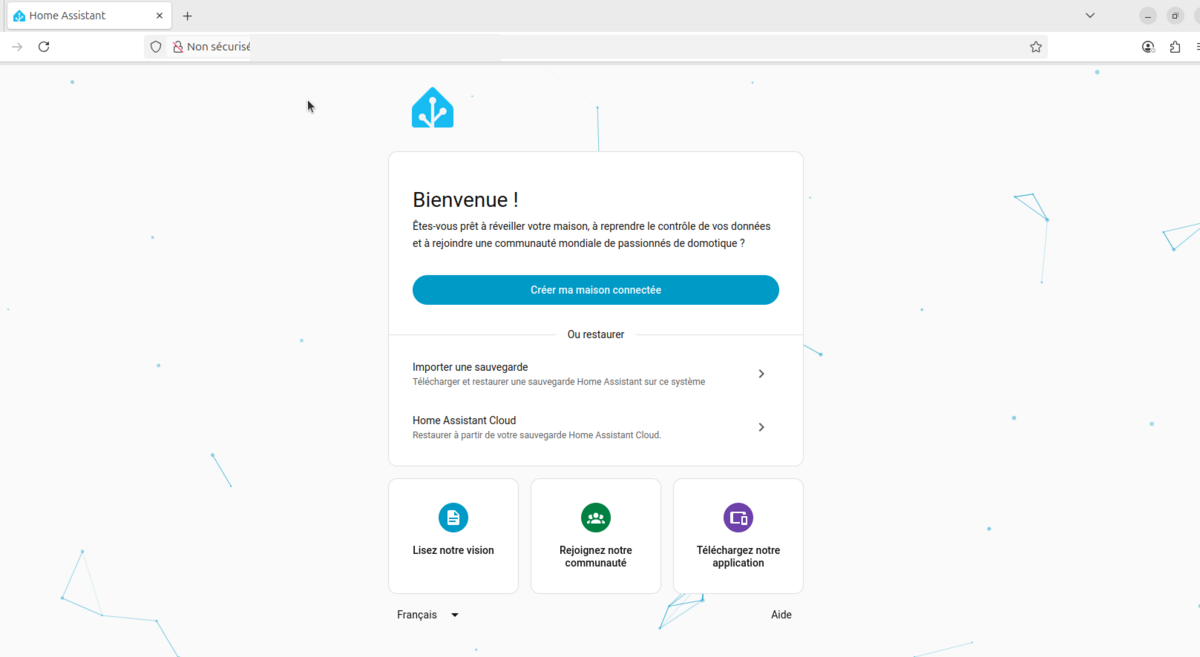 Home Assistant
Non sécurisé
Bienvenue !
Êtes-vous prêt à réveiller votre maison, à reprendre le contrôle de vos données
et à rejoindre une communauté mondiale de passionnés de domotique ?
Créer ma maison connectée
Ou restaurer
Importer une sauvegarde
Télécharger et restaurer une sauvegarde Home Assistant sur ce système
Home Assistant Cloud
Restaurer à partir de votre sauvegarde Home Assistant Cloud.
Lisez notre vision
Rejoignez notre
communauté
Téléchargez notre
application
Français
Aide